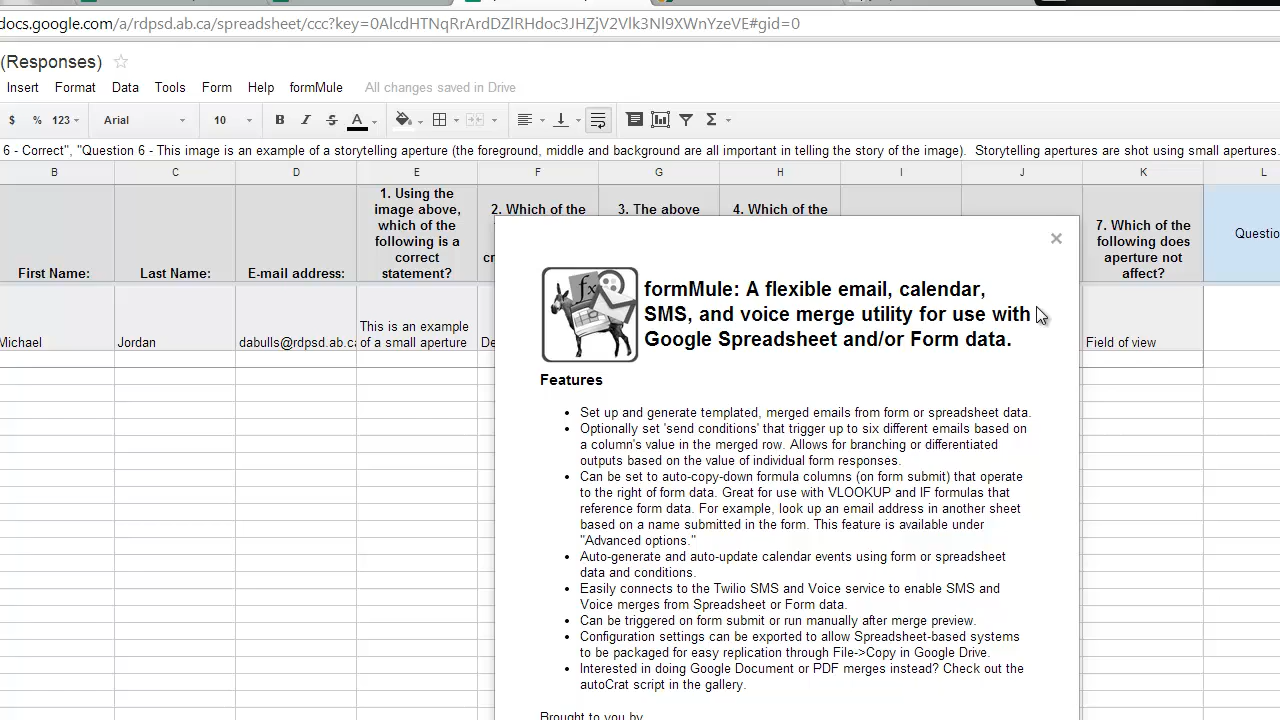 docs.google.com/a/rdpsd.ab.ca/spreadsheet/ccc?key=0AlcdHTNqRrArdDZlRHdoc3JHZjV2Vlk3Nl9XWnYzeVE#gid=0
(Responses)
Insert Format Data Tools Form Help formMule All changes saved in Drive
$ % 123 Arial 10 B I S A Σ
6 - Correct", "Question 6 - This image is an example of a storytelling aperture (the foreground, middle and background are all important in telling the story of the image). Storytelling apertures are shot using small apertures.
B C D E F G H I J K L
First Name:
Last Name:
E-mail address:
1. Using the
image above,
which of the
following is a
correct
statement?
2. Which of the
3. The above
4. Which of the
7. Which of the
following does
aperture not
affect?
Questio
Michael
Jordan
dabulls@rdpsd.ab.ca
This is an example
of a small aperture
De
Field of view
fx
formMule: A flexible email, calendar,
SMS, and voice merge utility for use with
Google Spreadsheet and/or Form data.
Features
• Set up and generate templated, merged emails from form or spreadsheet data.
• Optionally set 'send conditions' that trigger up to six different emails based on
a column's value in the merged row. Allows for branching or differentiated
outputs based on the value of individual form responses.
• Can be set to auto-copy-down formula columns (on form submit) that operate
to the right of form data. Great for use with VLOOKUP and IF formulas that
reference form data. For example, look up an email address in another sheet
based on a name submitted in the form. This feature is available under
"Advanced options."
• Auto-generate and auto-update calendar events using form or spreadsheet
data and conditions.
• Easily connects to the Twilio SMS and Voice service to enable SMS and
Voice merges from Spreadsheet or Form data.
• Can be triggered on form submit or run manually after merge preview.
• Configuration settings can be exported to allow Spreadsheet-based systems
to be packaged for easy replication through File->Copy in Google Drive.
• Interested in doing Google Document or PDF merges instead? Check out the
autoCrat script in the gallery.
Brought to you by